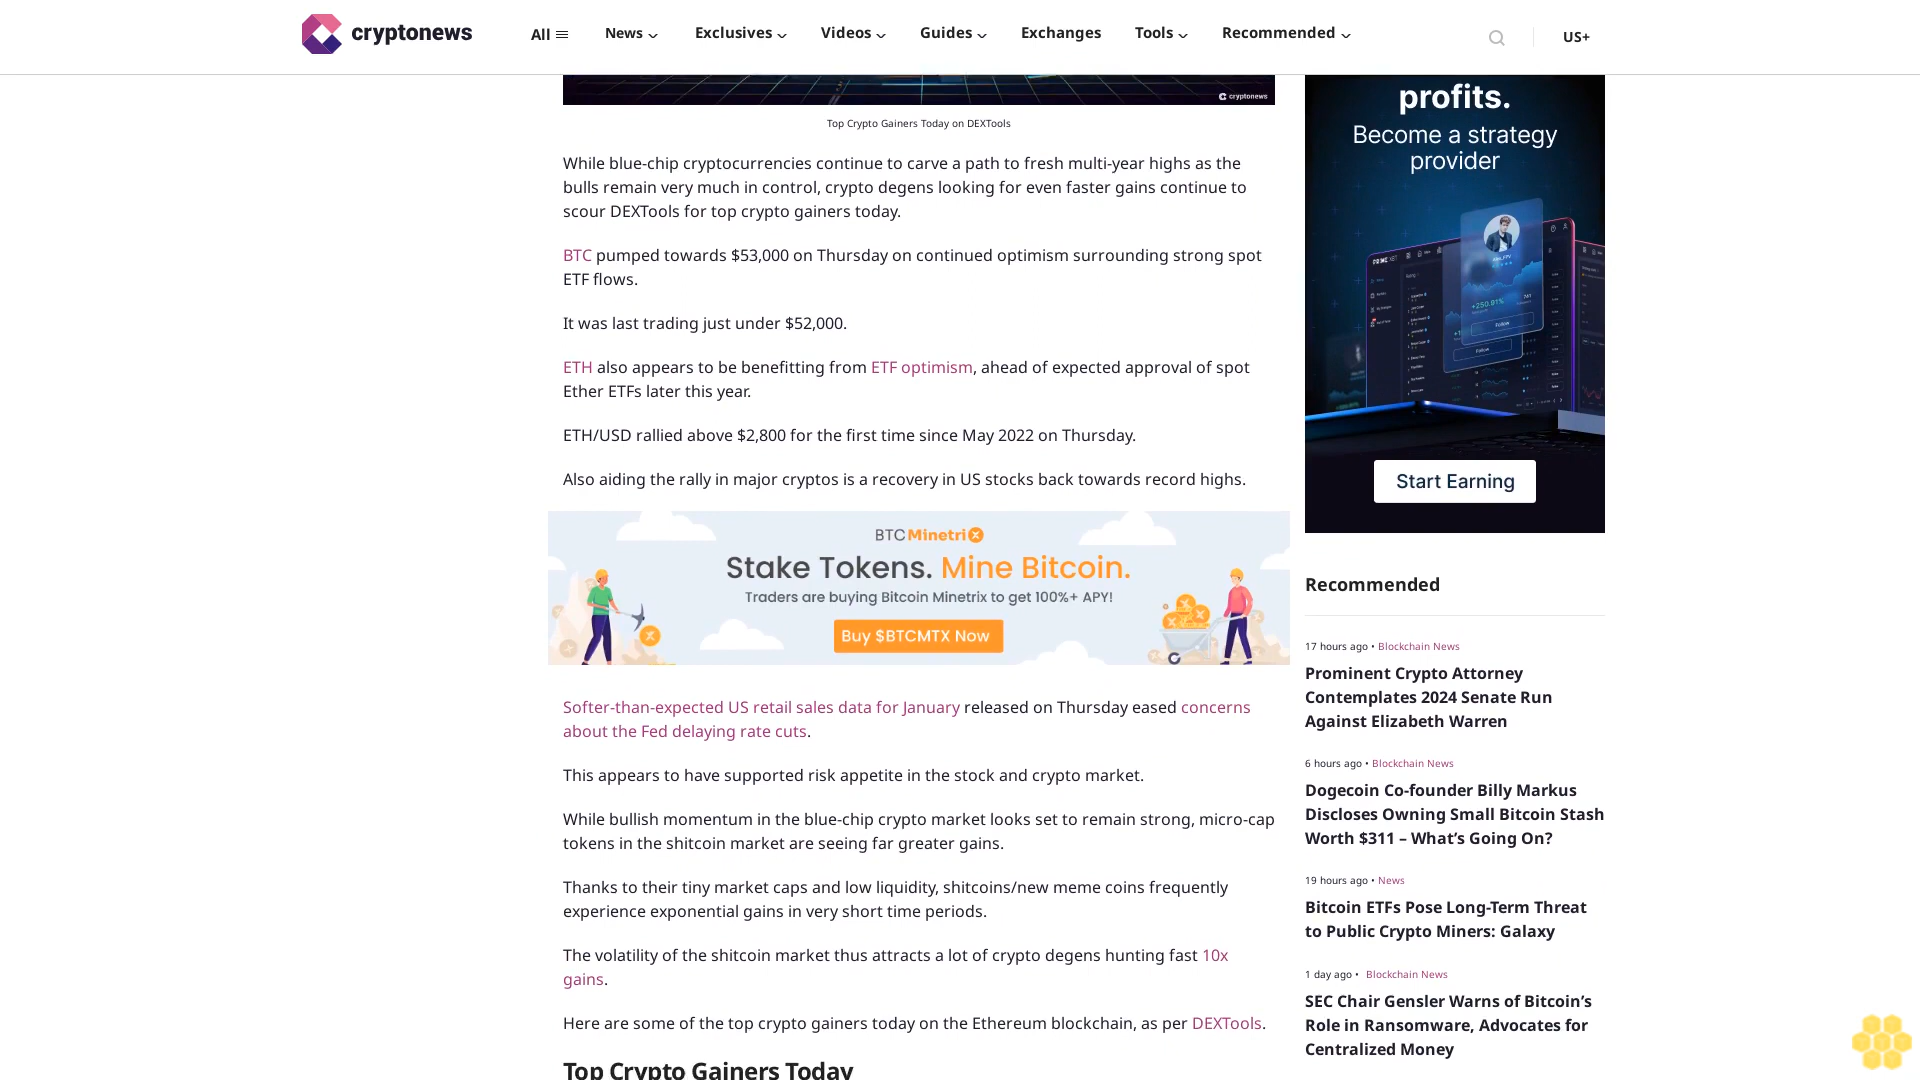 cryptonews
All
News
Exclusives
Videos
Guides
Exchanges
Tools
Recommended
US+
cryptonews
Top Crypto Gainers Today on DEXTools
While blue-chip cryptocurrencies continue to carve a path to fresh multi-year highs as the
bulls remain very much in control, crypto degens looking for even faster gains continue to
scour DEXTools for top crypto gainers today.
BTC pumped towards $53,000 on Thursday on continued optimism surrounding strong spot
ETF flows.
It was last trading just under $52,000.
ETH also appears to be benefitting from ETF optimism, ahead of expected approval of spot
Ether ETFs later this year.
ETH/USD rallied above $2,800 for the first time since May 2022 on Thursday.
Also aiding the rally in major cryptos is a recovery in US stocks back towards record highs.
BTC Minetrix
Stake Tokens. Mine Bitcoin.
Traders are buying Bitcoin Minetrix to get 100%+ APY!
Buy $BTCMTX Now
Softer-than-expected US retail sales data for January released on Thursday eased concerns
about the Fed delaying rate cuts.
This appears to have supported risk appetite in the stock and crypto market.
While bullish momentum in the blue-chip crypto market looks set to remain strong, micro-cap
tokens in the shitcoin market are seeing far greater gains.
Thanks to their tiny market caps and low liquidity, shitcoins/new meme coins frequently
experience exponential gains in very short time periods.
The volatility of the shitcoin market thus attracts a lot of crypto degens hunting fast 10x
gains.
Here are some of the top crypto gainers today on the Ethereum blockchain, as per DEXTools.
Top Crypto Gainers Today
profits.
Become a strategy
provider
PRIME XBT
+250.91%
Follow
Follow
Start Earning
Recommended
17 hours ago • Blockchain News
Prominent Crypto Attorney
Contemplates 2024 Senate Run
Against Elizabeth Warren
6 hours ago • Blockchain News
Dogecoin Co-founder Billy Markus
Discloses Owning Small Bitcoin Stash
Worth $311 – What’s Going On?
19 hours ago • News
Bitcoin ETFs Pose Long-Term Threat
to Public Crypto Miners: Galaxy
1 day ago • Blockchain News
SEC Chair Gensler Warns of Bitcoin’s
Role in Ransomware, Advocates for
Centralized Money